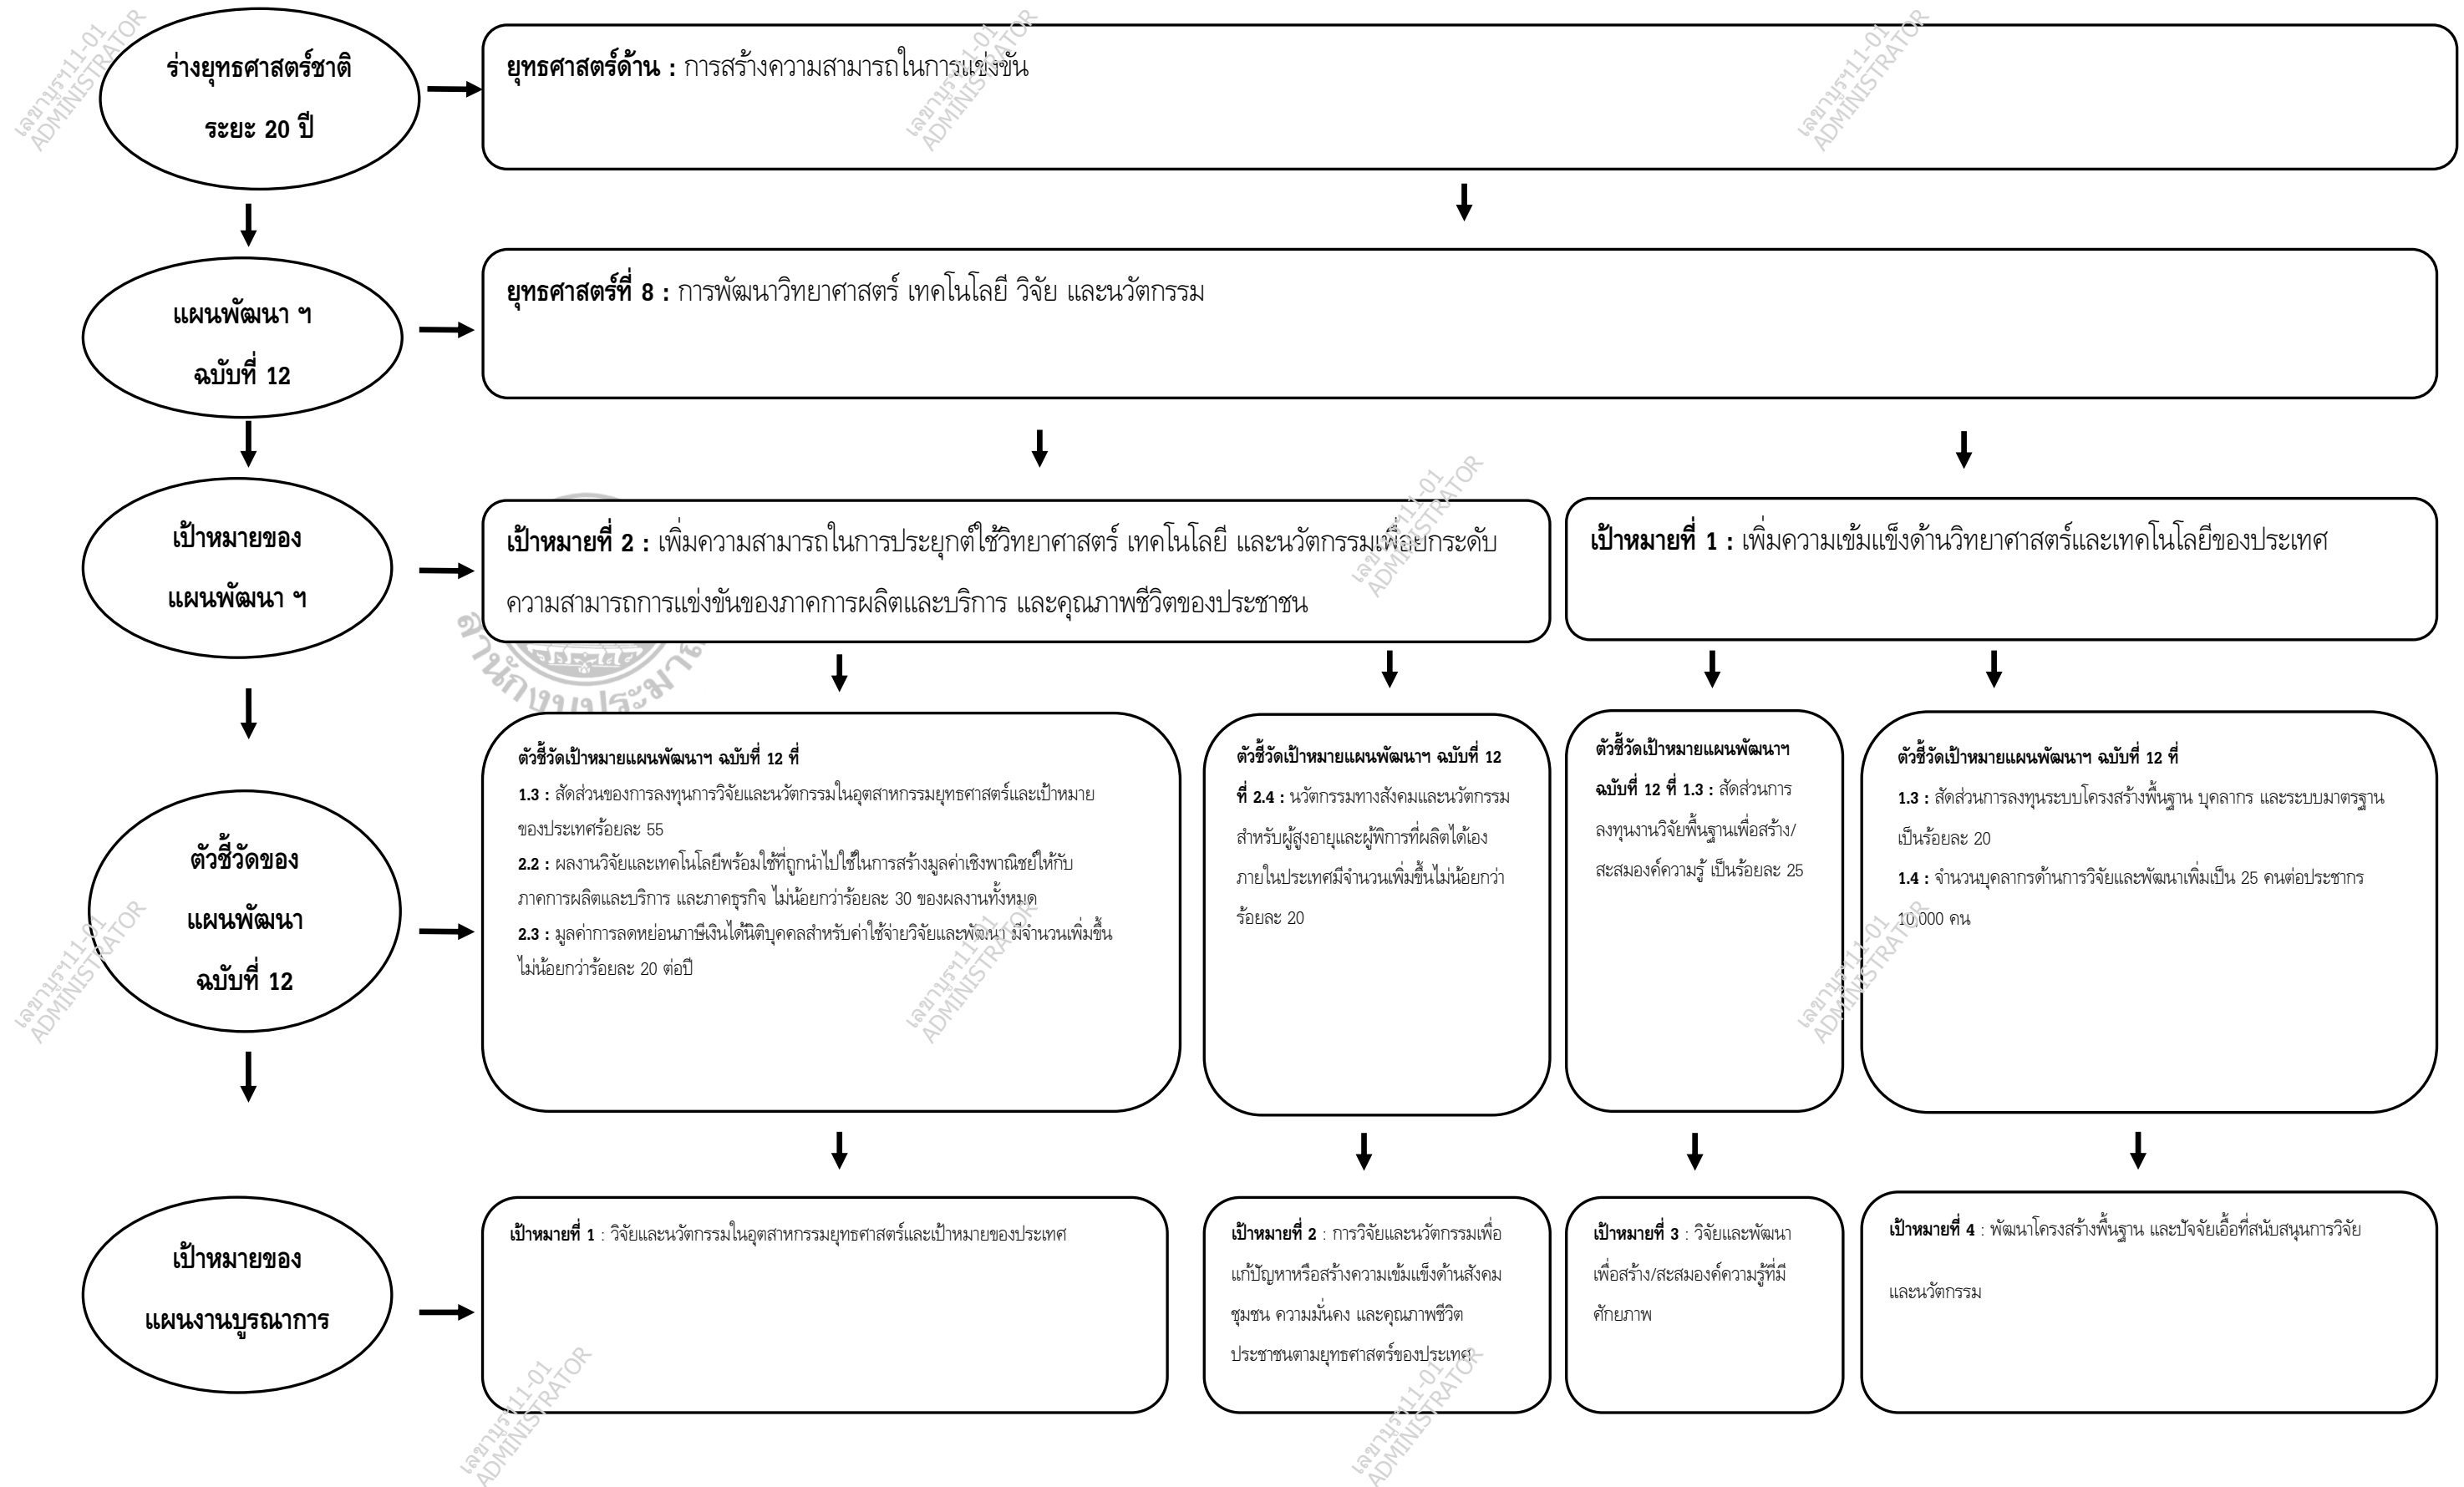 ร่างยุทธศาสตร์ชาติ
ระยะ 20 ปี
ยุทธศาสตร์ด้าน : การสร้างความสามารถในการแข่งขัน
แผนพัฒนา ฯ
ฉบับที่ 12
ยุทธศาสตร์ที่ 8 : การพัฒนาวิทยาศาสตร์ เทคโนโลยี วิจัย และนวัตกรรม
เป้าหมายของ
แผนพัฒนา ฯ
เป้าหมายที่ 2 : เพิ่มความสามารถในการประยุกต์ใช้วิทยาศาสตร์ เทคโนโลยี และนวัตกรรมเพื่อยกระดับ
ความสามารถการแข่งขันของภาคการผลิตและบริการ และคุณภาพชีวิตของประชาชน
เป้าหมายที่ 1 : เพิ่มความเข้มแข็งด้านวิทยาศาสตร์และเทคโนโลยีของประเทศ
ตัวชี้วัดของ
แผนพัฒนา
ฉบับที่ 12
ตัวชี้วัดเป้าหมายแผนพัฒนาฯ ฉบับที่ 12 ที่
1.3 : สัดส่วนของการลงทุนการวิจัยและนวัตกรรมในอุตสาหกรรมยุทธศาสตร์และเป้าหมาย
ของประเทศร้อยละ 55
2.2 : ผลงานวิจัยและเทคโนโลยีพร้อมใช้ที่ถูกนำไปใช้ในการสร้างมูลค่าเชิงพาณิชย์ให้กับ
ภาคการผลิตและบริการ และภาคธุรกิจ ไม่น้อยกว่าร้อยละ 30 ของผลงานทั้งหมด
2.3 : มูลค่าการลดหย่อนภาษีเงินได้นิติบุคคลสำหรับค่าใช้จ่ายวิจัยและพัฒนา มีจำนวนเพิ่มขึ้น
ไม่น้อยกว่าร้อยละ 20 ต่อปี
ตัวชี้วัดเป้าหมายแผนพัฒนาฯ ฉบับที่ 12
ที่ 2.4 : นวัตกรรมทางสังคมและนวัตกรรม
สำหรับผู้สูงอายุและผู้พิการที่ผลิตได้เอง
ภายในประเทศมีจำนวนเพิ่มขึ้นไม่น้อยกว่า
ร้อยละ 20
ตัวชี้วัดเป้าหมายแผนพัฒนาฯ
ฉบับที่ 12 ที่ 1.3 : สัดส่วนการ
ลงทุนงานวิจัยพื้นฐานเพื่อสร้าง/
สะสมองค์ความรู้ เป็นร้อยละ 25
ตัวชี้วัดเป้าหมายแผนพัฒนาฯ ฉบับที่ 12 ที่
1.3 : สัดส่วนการลงทุนระบบโครงสร้างพื้นฐาน บุคลากร และระบบมาตรฐาน
เป็นร้อยละ 20
1.4 : จำนวนบุคลากรด้านการวิจัยและพัฒนาเพิ่มเป็น 25 คนต่อประชากร
10,000 คน
เป้าหมายของ
แผนงานบูรณาการ
เป้าหมายที่ 1 : วิจัยและนวัตกรรมในอุตสาหกรรมยุทธศาสตร์และเป้าหมายของประเทศ
เป้าหมายที่ 2 : การวิจัยและนวัตกรรมเพื่อ
แก้ปัญหาหรือสร้างความเข้มแข็งด้านสังคม
ชุมชน ความมั่นคง และคุณภาพชีวิต
ประชาชนตามยุทธศาสตร์ของประเทศ
เป้าหมายที่ 3 : วิจัยและพัฒนา
เพื่อสร้าง/สะสมองค์ความรู้ที่มี
ศักยภาพ
เป้าหมายที่ 4 : พัฒนาโครงสร้างพื้นฐาน และปัจจัยเอื้อที่สนับสนุนการวิจัย
และนวัตกรรม